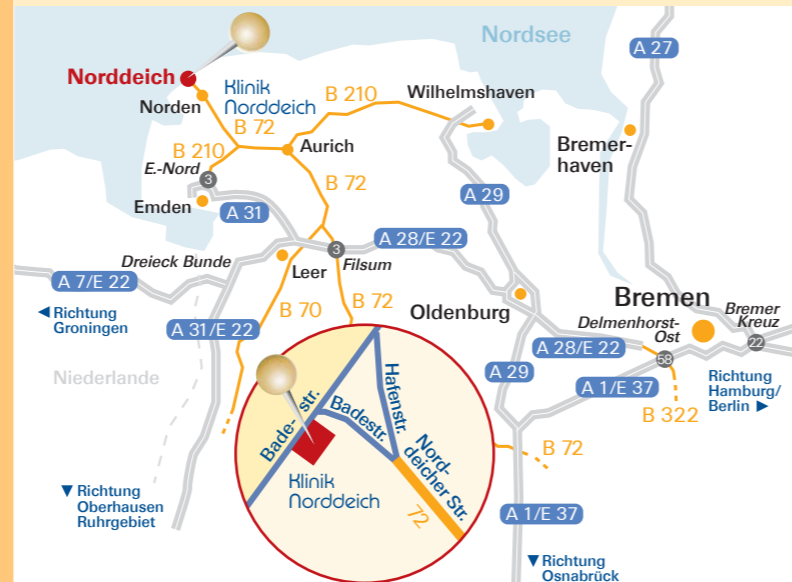 Nordsee
A 27
Norddeich
Klinik
Norddeich
Norden
B 210
Wilhelmshaven
B 72
Aurich
Bremer-
haven
B 210
E.-Nord
3
B 72
A 29
Emden
A 31
A 28/E 22
Dreieck Bunde
3
Leer
Filsum
A 7/E 22
Richtung
Groningen
B 70
B 72
Oldenburg
Bremen
Delmenhorst-
Ost
Bremer
Kreuz
22
A 31/E 22
A 28/E 22
58
Niederlande
A 29
A 1/E 37
Richtung
Hamburg/
Berlin
B 322
Bade-
str.
Badestr.
Hafenstr.
Nord-
deicher Str.
72
Klinik
Norddeich
B 72
Richtung
Oberhausen
Ruhrgebiet
A 1/E 37
Richtung
Osnabrück